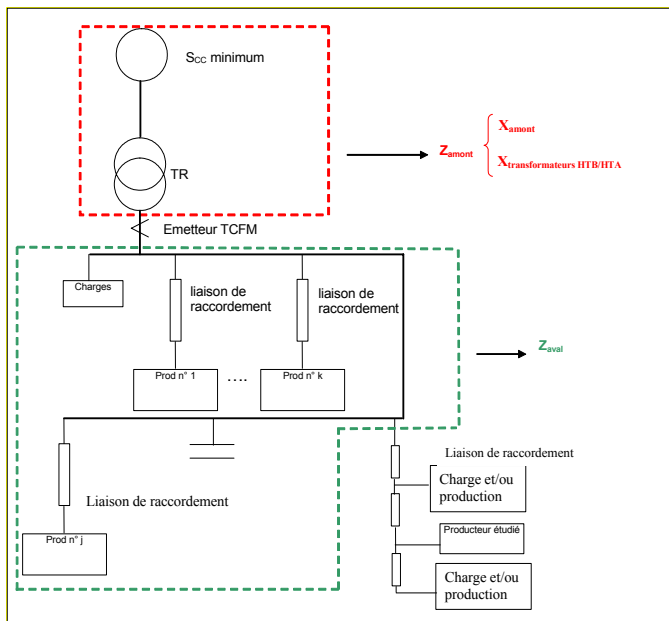 Scc minimum
Xamont
Zamont
Xtransformateurs HTB/HTA
TR
Emetteur TCFM
Charges
liaison de
raccordement
liaison de
raccordement
Zaval
Prod n° 1
....
Prod n° k
Liaison de raccordement
Charge et/ou
production
Liaison de raccordement
Producteur étudié
Prod n° j
Charge et/ou
production